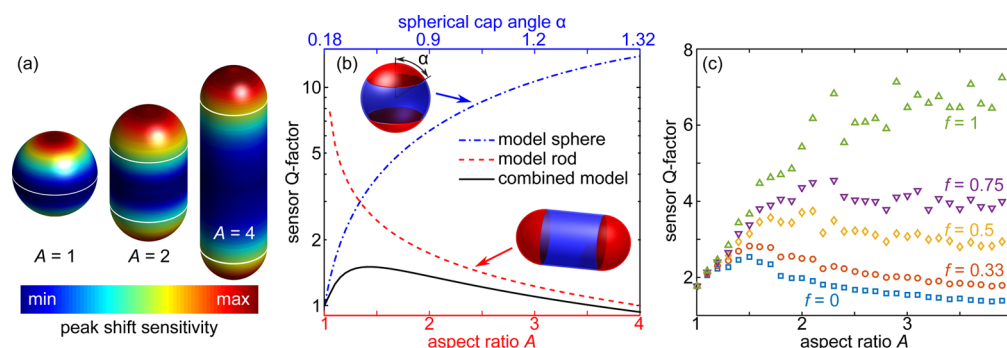 (a)
A = 1
A = 2
A = 4
min
max
peak shift sensitivity
spherical cap angle α
0.18
0.9
1.2
1.32
(b)
α
sensor Q-factor
10
5
2
1
model sphere
model rod
combined model
1
2
3
4
aspect ratio A
(c)
sensor Q-factor
8
6
4
2
f = 1
f = 0.75
f = 0.5
f = 0.33
f = 0
1
2
3
aspect ratio A